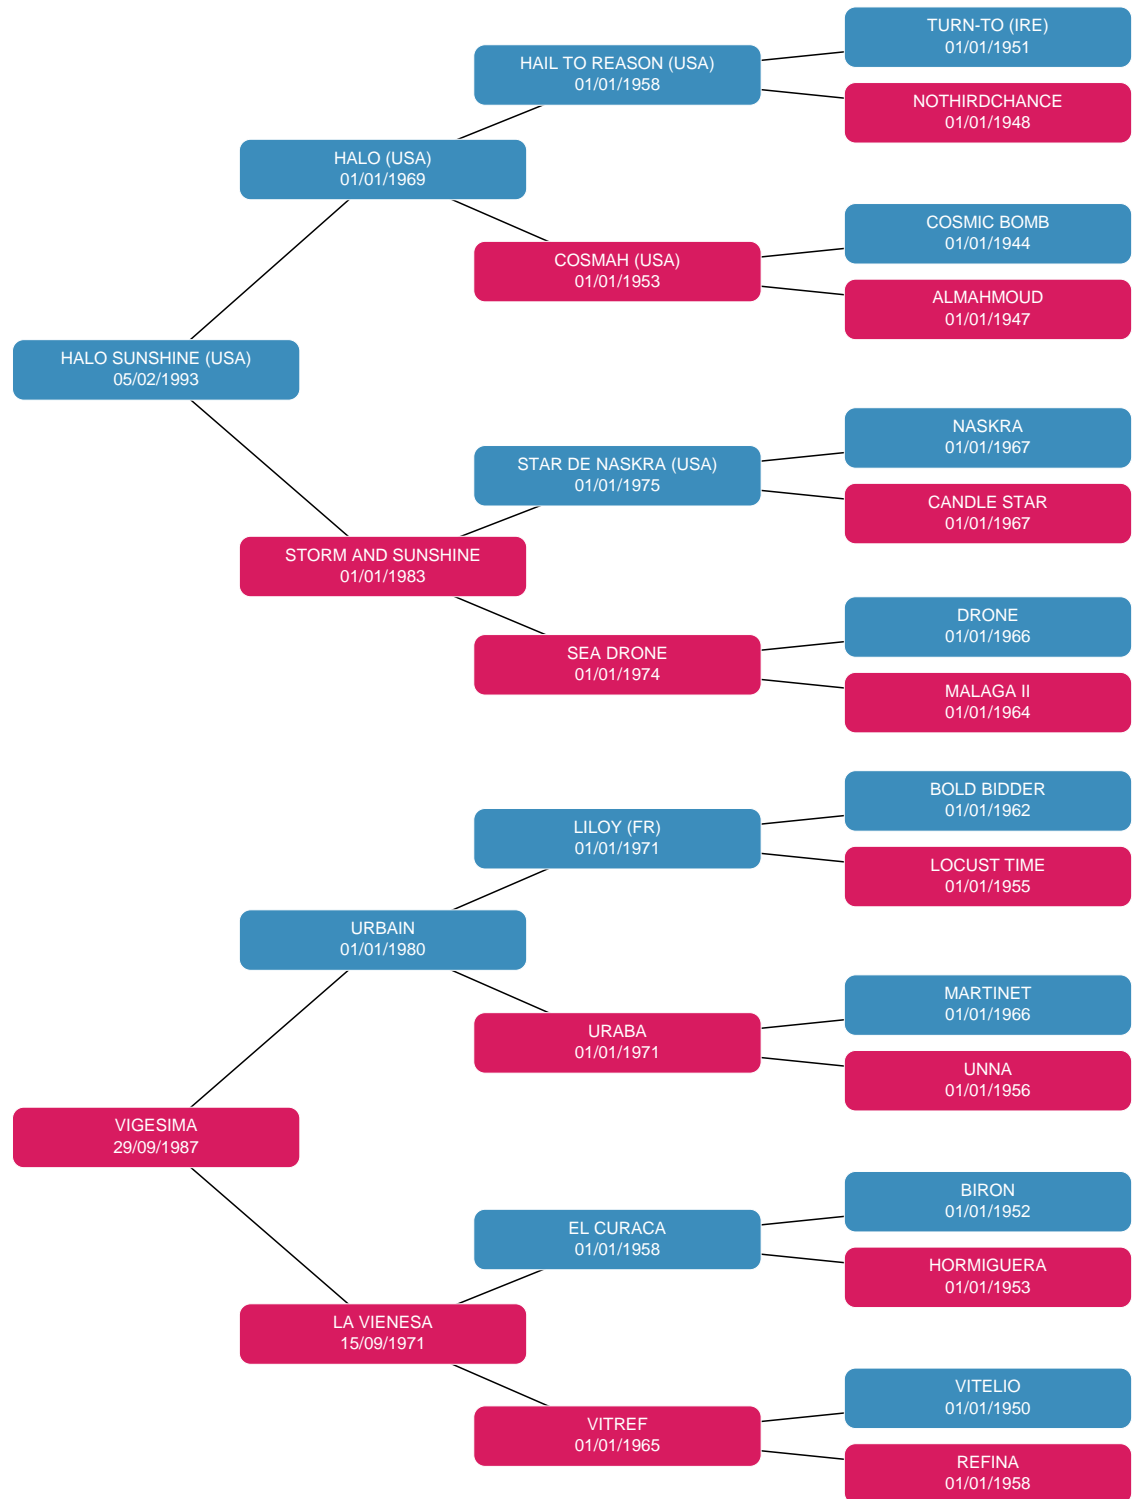 TURN-TO (IRE)
01/01/1951
HAIL TO REASON (USA)
01/01/1958
NOTHIRDCHANCE
01/01/1948
HALO (USA)
01/01/1969
COSMIC BOMB
01/01/1944
COSMAH (USA)
01/01/1953
ALMAHMOUD
01/01/1947
HALO SUNSHINE (USA)
05/02/1993
NASKRA
01/01/1967
STAR DE NASKRA (USA)
01/01/1975
CANDLE STAR
01/01/1967
STORM AND SUNSHINE
01/01/1983
DRONE
01/01/1966
SEA DRONE
01/01/1974
MALAGA II
01/01/1964
BOLD BIDDER
01/01/1962
LILOY (FR)
01/01/1971
LOCUST TIME
01/01/1955
URBAIN
01/01/1980
MARTINET
01/01/1966
URABA
01/01/1971
UNNA
01/01/1956
VIGESIMA
29/09/1987
BIRON
01/01/1952
EL CURACA
01/01/1958
HORMIGUERA
01/01/1953
LA VIENESA
15/09/1971
VITELIO
01/01/1950
VITREF
01/01/1965
REFINA
01/01/1958